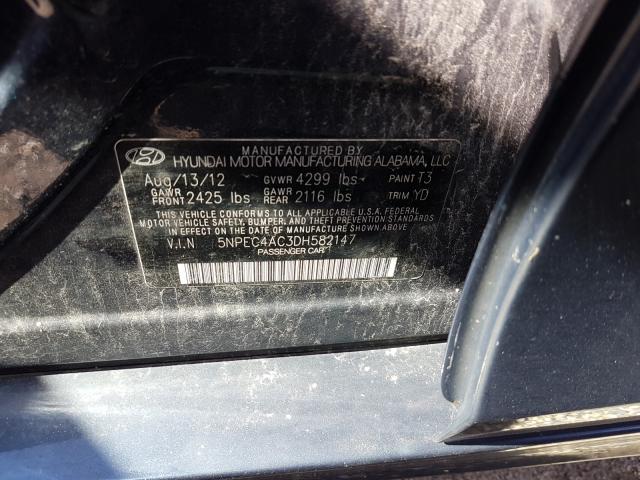 MANUFACTURED BY
HYUNDAI MOTOR MANUFACTURING ALABAMA, LLC
Aug/13/12 GVWR 4299 lbs PAINT T3
GAWR FRONT 2425 lbs GAWR REAR 2116 lbs TRIM YD
THIS VEHICLE CONFORMS TO ALL APPLICABLE U.S.A. FEDERAL
MOTOR VEHICLE SAFETY, BUMPER, AND THEFT PREVENTION STANDARDS
IN EFFECT ON THE DATE OF MANUFACTURE SHOWN ABOVE.
V.I.N 5NPEC4AC3DH582147
PASSENGER CAR